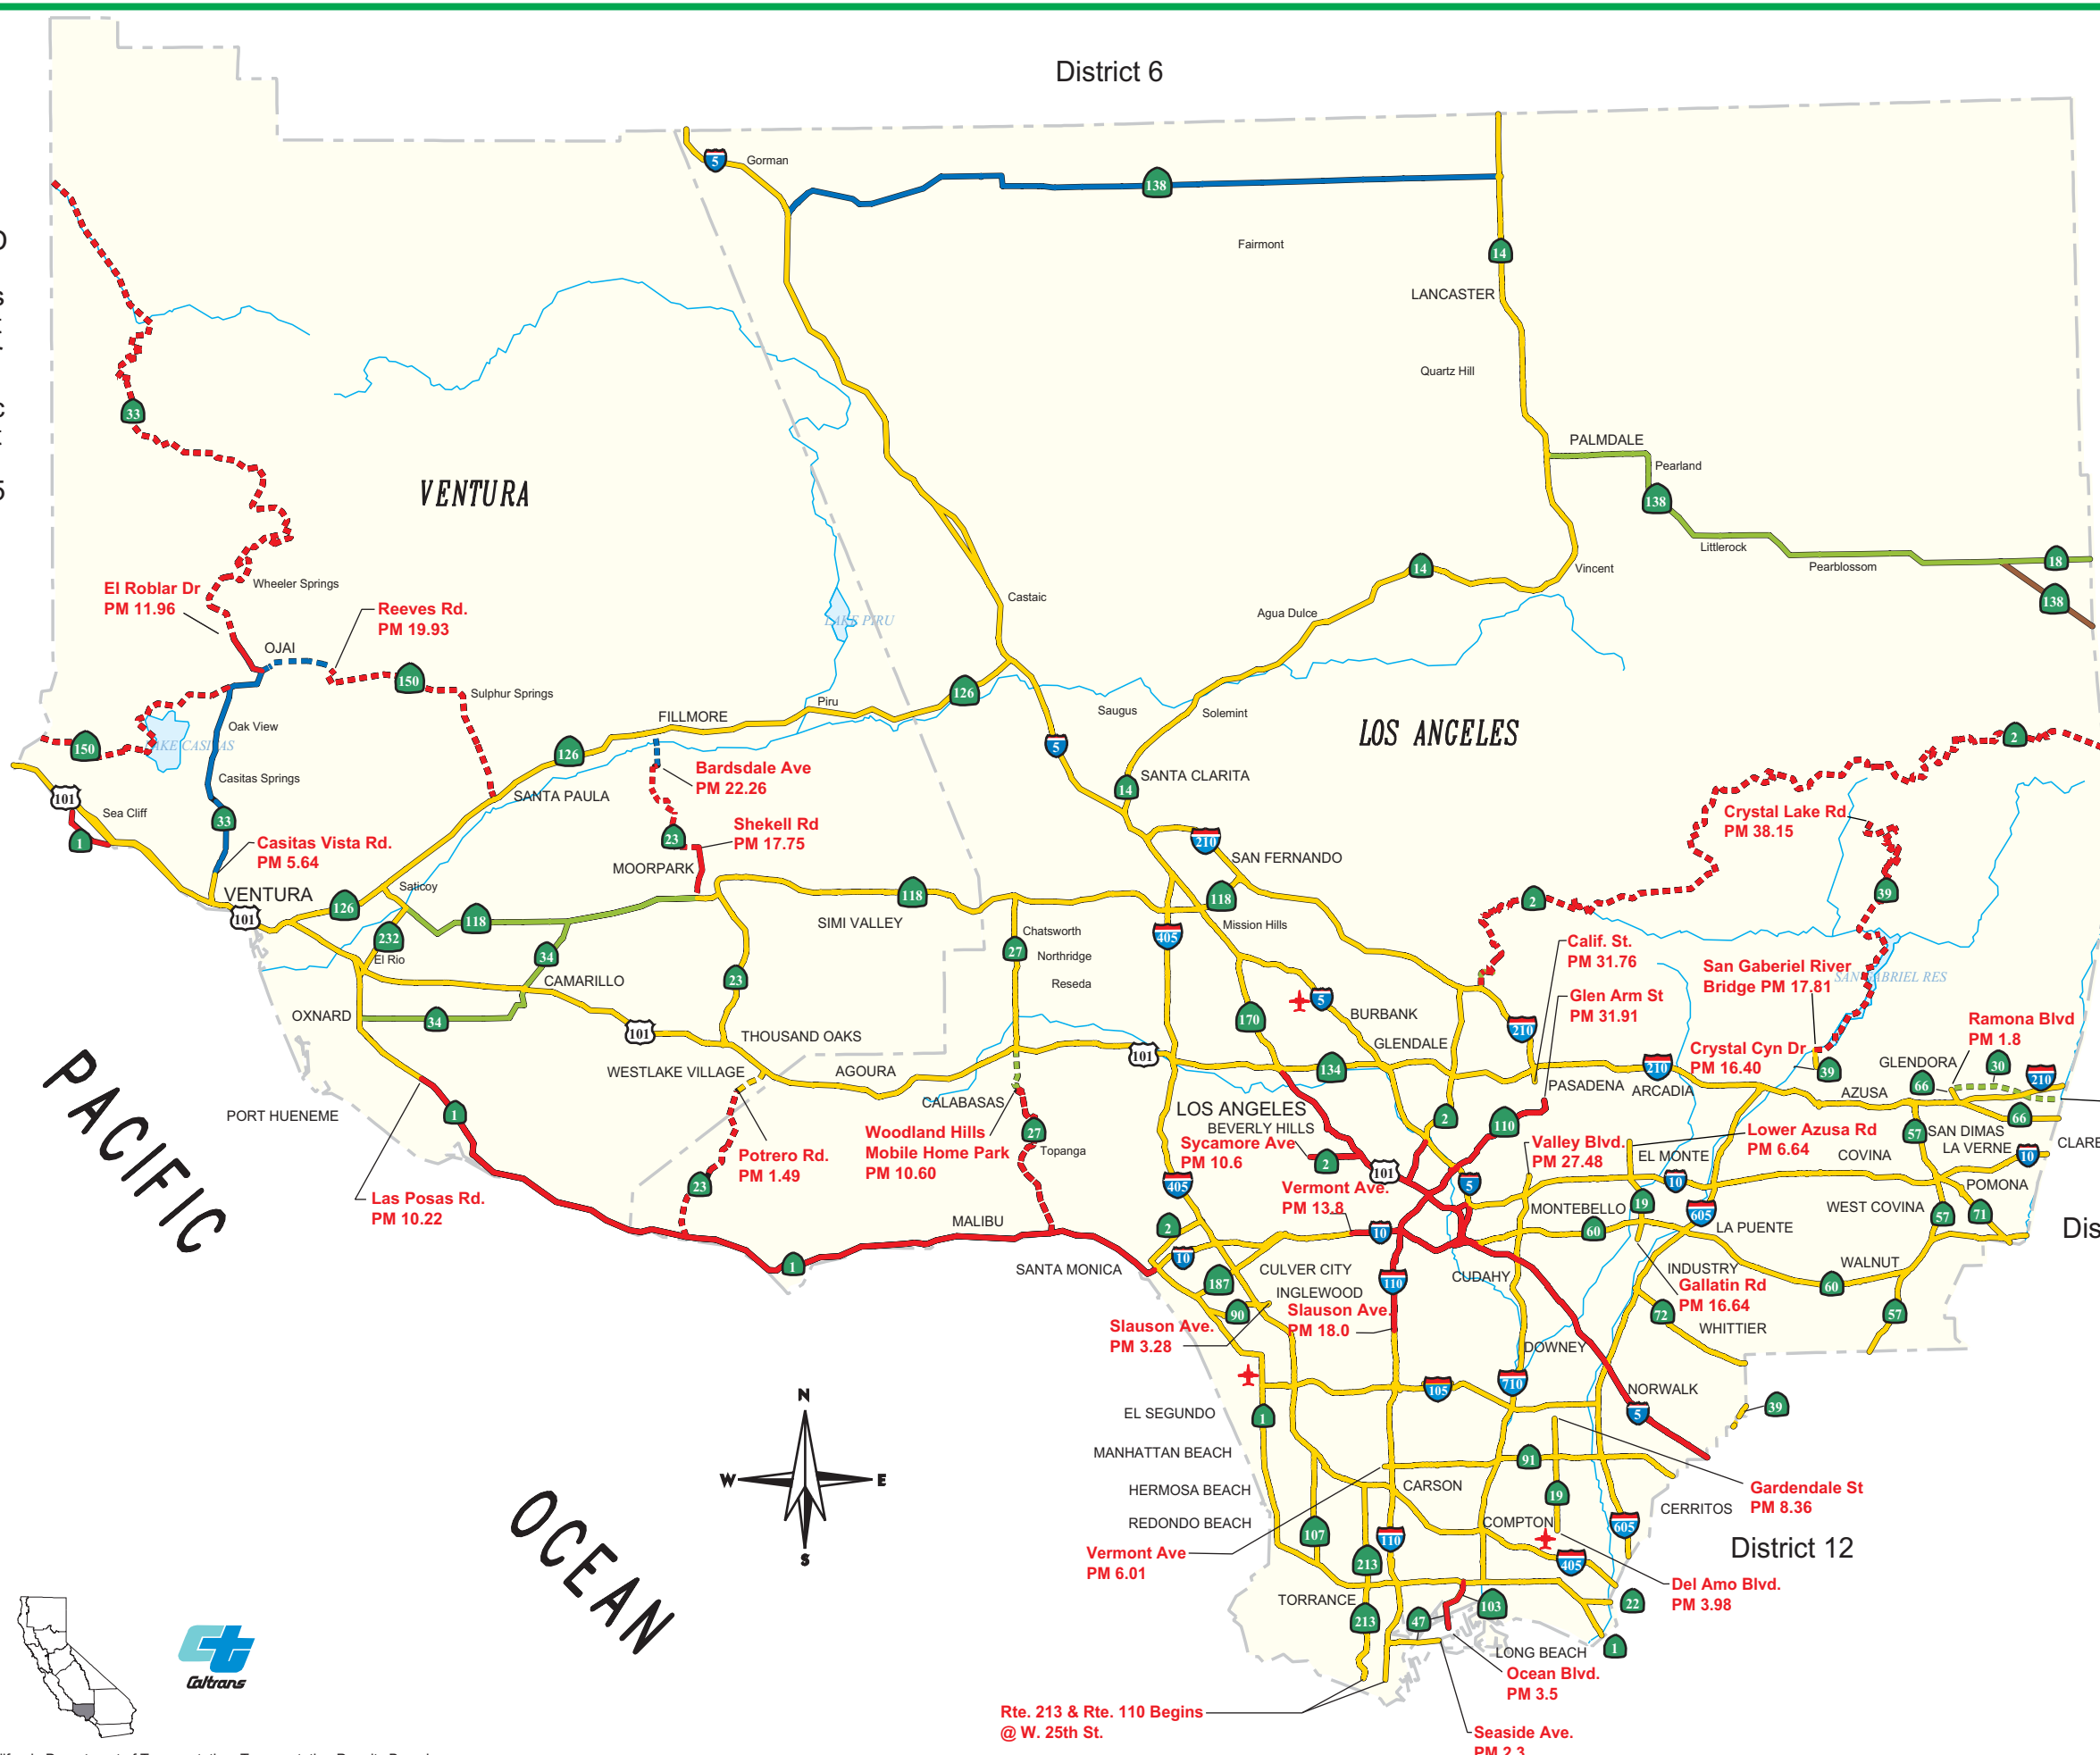 District 6
5
Gorman
138
Fairmont
14
LANCASTER
Quartz Hill
33
PALMDALE
Pearland
138
VENTURA
Littlerock
Pearblossom
18
14
Vincent
138
Wheeler Springs
El Roblar Dr
PM 11.96
Reeves Rd.
PM 19.93
Castaic
Agua Dulce
LAKE PIRU
OJAI
150
Sulphur Springs
126
Piru
Saugus
Solemint
FILLMORE
LOS ANGELES
2
Oak View
150
LAKE CASITAS
126
5
Casitas Springs
Bardsdale Ave
PM 22.26
SANTA CLARITA
14
SANTA PAULA
101
Sea Cliff
1
33
Casitas Vista Rd.
PM 5.64
23
Shekell Rd
PM 17.75
MOORPARK
Crystal Lake Rd
PM 38.15
210
SAN FERNANDO
VENTURA
Saticoy
126
101
118
118
SIMI VALLEY
118
Mission Hills
2
39
232
El Rio
34
CAMARILLO
23
Chatsworth
27
Northridge
Reseda
405
Calif. St.
PM 31.76
Glen Arm St
PM 31.91
San Gaberiel River
Bridge PM 17.81
SAN GABRIEL RES
OXNARD
34
101
THOUSAND OAKS
101
170
5
BURBANK
GLENDALE
210
Ramona Blvd
PM 1.8
WESTLAKE VILLAGE
AGOURA
134
210
Crystal Cyn Dr
PM 16.40
39
GLENDORA
66
30
210
PASADENA
ARCADIA
AZUSA
PORT HUENEME
1
CALABASAS
LOS ANGELES
BEVERLY HILLS
Sycamore Ave
PM 10.6
2
2
110
66
Woodland Hills
Mobile Home Park
PM 10.60
27
Topanga
Valley Blvd.
PM 27.48
Lower Azusa Rd
PM 6.64
57
SAN DIMAS
LA VERNE
10
CLARE
Potrero Rd.
PM 1.49
23
101
EL MONTE
COVINA
Las Posas Rd.
PM 10.22
405
Vermont Ave.
PM 13.8
5
10
POMONA
MONTEBELLO
19
605
WEST COVINA
57
71
MALIBU
2
10
60
LA PUENTE
Dis
1
SANTA MONICA
10
187
CULVER CITY
110
CUDAHY
INDUSTRY
WALNUT
Gallatin Rd
PM 16.64
60
INGLEWOOD
90
Slauson Ave.
PM 18.0
72
57
Slauson Ave.
PM 3.28
WHITTIER
DOWNEY
PACIFIC
N
W
E
S
105
710
NORWALK
5
39
EL SEGUNDO
1
MANHATTAN BEACH
91
HERMOSA BEACH
CARSON
19
Gardendale St
PM 8.36
OCEAN
REDONDO BEACH
107
110
COMPTON
605
CERRITOS
District 12
Vermont Ave
PM 6.01
213
405
Del Amo Blvd.
PM 3.98
TORRANCE
213
47
103
22
1
LONG BEACH
Ocean Blvd.
PM 3.5
Rte. 213 & Rte. 110 Begins
@ W. 25th St.
Seaside Ave.
PM 2.3
ct
Caltrans